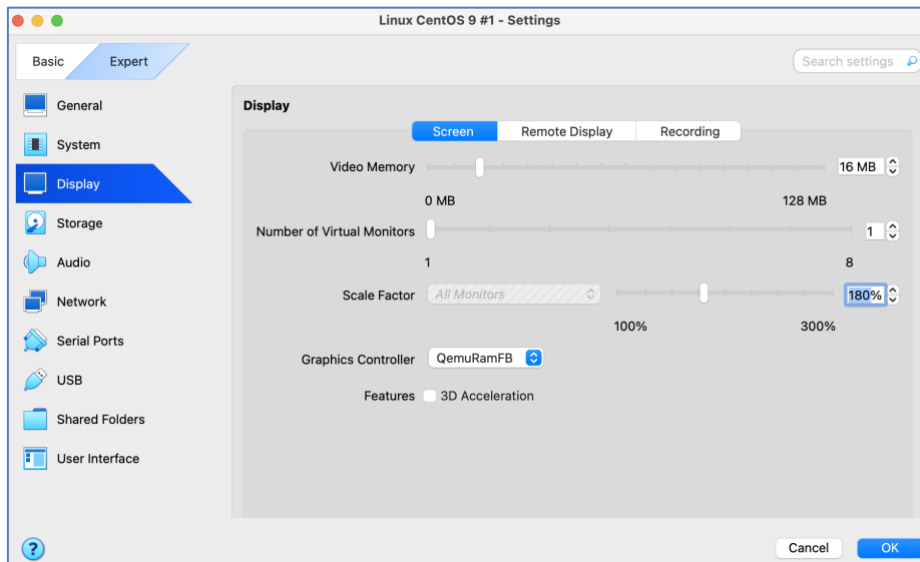 Linux CentOS 9 #1 - Settings
Basic Expert Search settings
General
System
Display
Storage
Audio
Network
Serial Ports
USB
Shared Folders
User Interface
Display
Screen Remote Display Recording
Video Memory 16 MB
0 MB 128 MB
Number of Virtual Monitors 1
1 8
Scale Factor All Monitors 180%
100% 300%
Graphics Controller QemuRamFB
Features 3D Acceleration
? Cancel OK